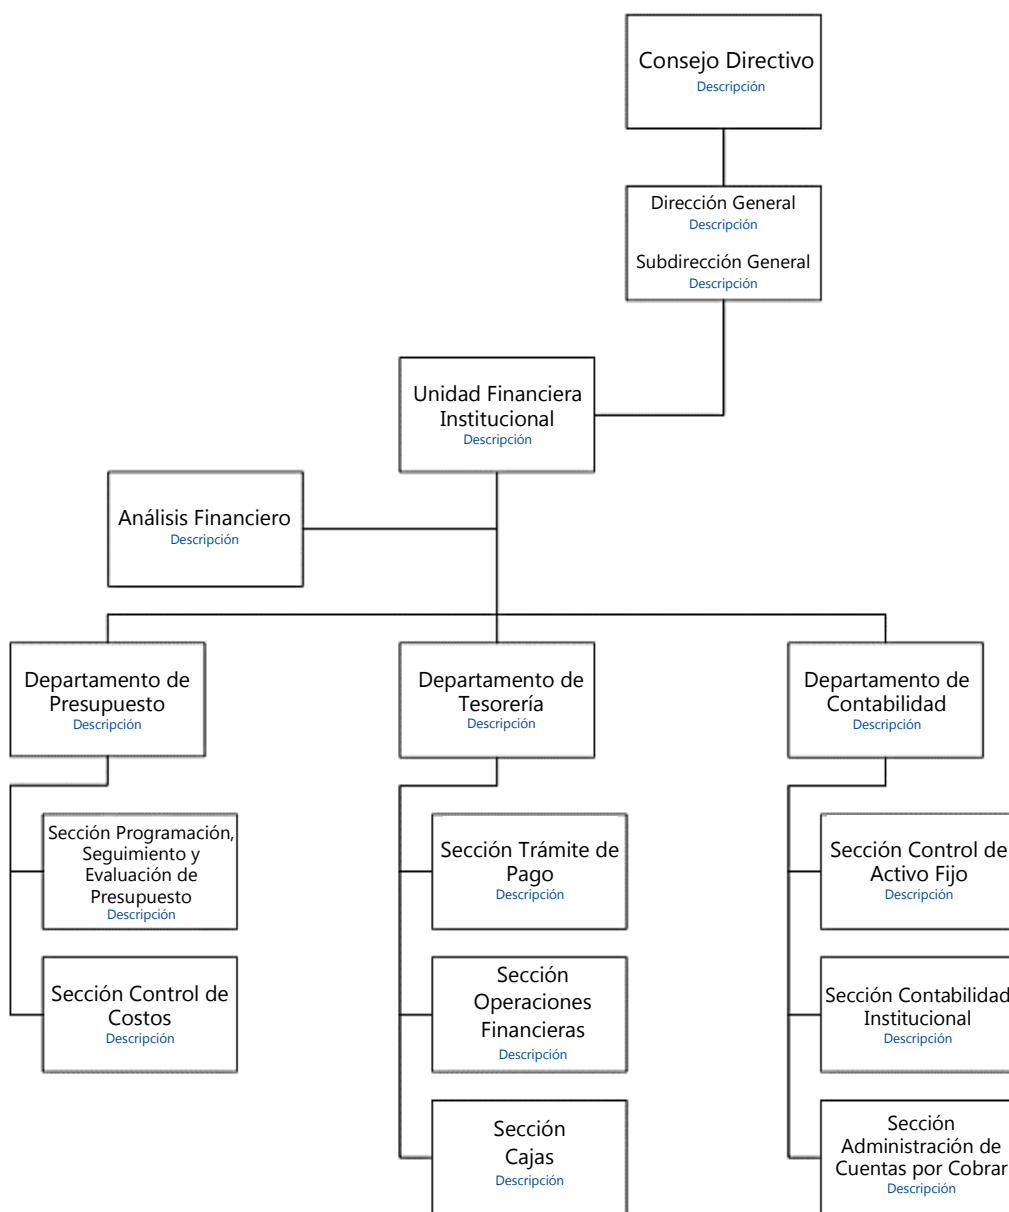 Consejo Directivo
Descripción
Dirección General
Descripción
Subdirección General
Descripción
Unidad Financiera
Institucional
Descripción
Análisis Financiero
Descripción
Departamento de
Presupuesto
Descripción
Departamento de
Tesorería
Descripción
Departamento de
Contabilidad
Descripción
Sección Programación,
Seguimiento y
Evaluación de
Presupuesto
Descripción
Sección Control de
Costos
Descripción
Sección Trámite de
Pago
Descripción
Sección
Operaciones
Financieras
Descripción
Sección
Cajas
Descripción
Sección Control de
Activo Fijo
Descripción
Sección Contabilidad
Institucional
Descripción
Sección
Administración de
Cuentas por Cobrar
Descripción